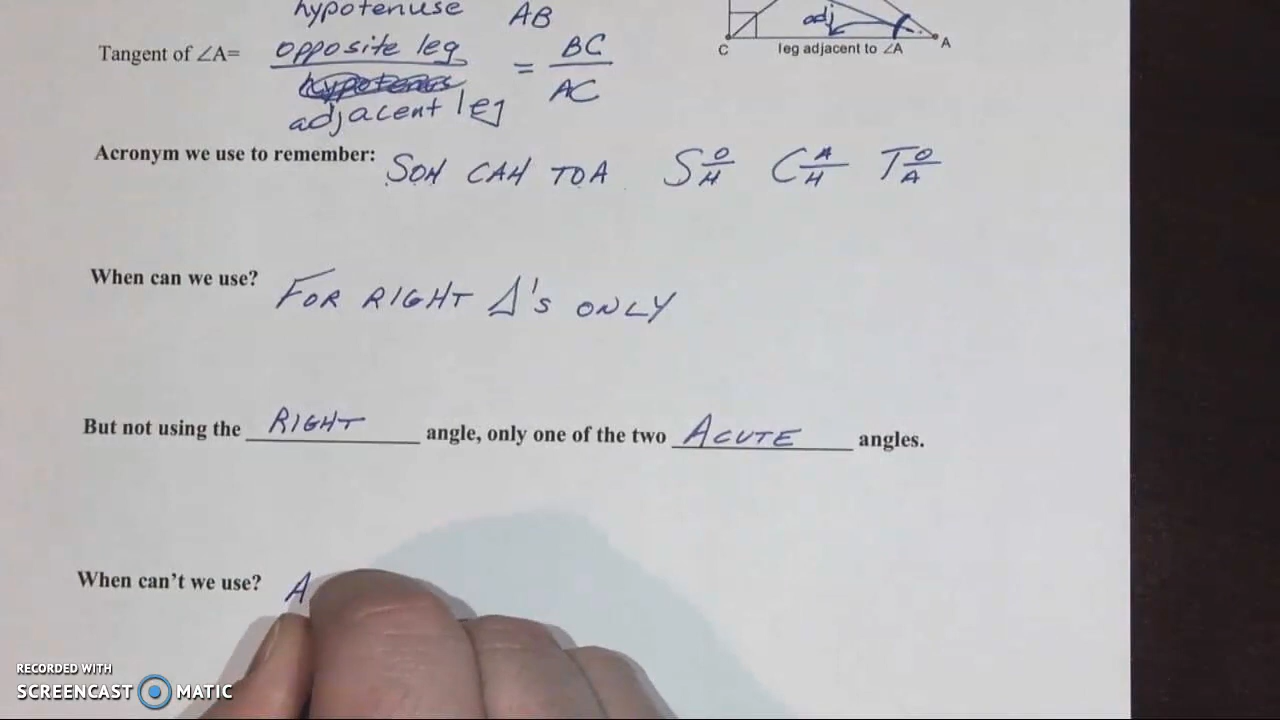 hypotenuse AB
Tangent of ∠A= opposite leg = BC
adjacent leg AC
adj
C leg adjacent to ∠A A
Acronym we use to remember: SOH CAH TOA S O/H C A/H T O/A
When can we use? FOR RIGHT △'s ONLY
But not using the RIGHT angle, only one of the two ACUTE angles.
When can't we use? A
RECORDED WITH
SCREENCAST MATIC